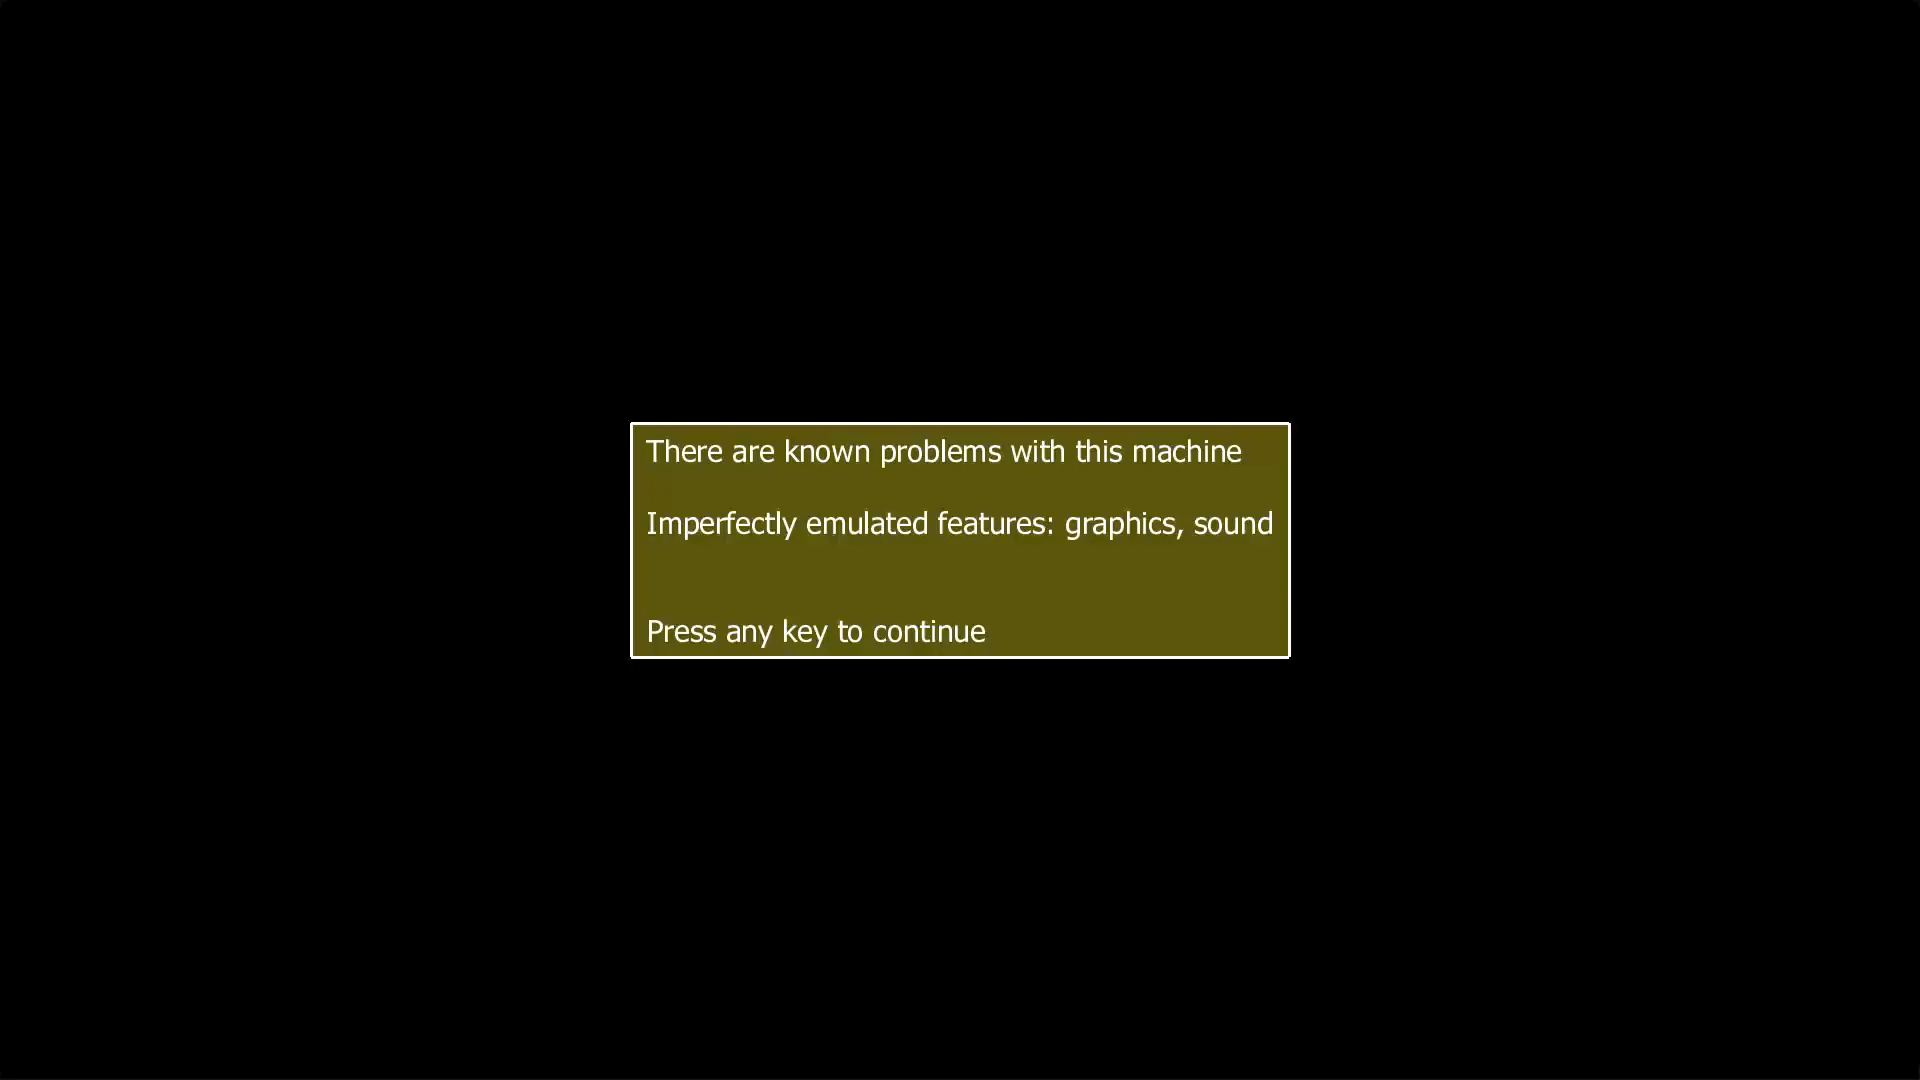 There are known problems with this machine
Imperfectly emulated features: graphics, sound
Press any key to continue